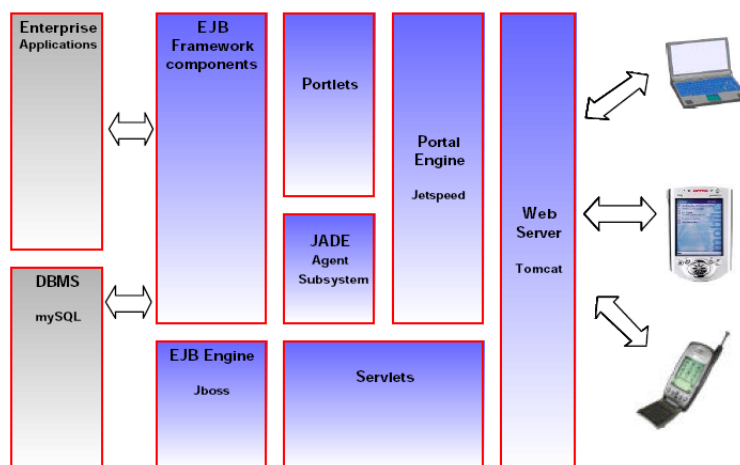 Enterprise
Applications
EJB
Framework
components
Portlets
Portal
Engine
Jetspeed
JADE
Agent
Subsystem
Web
Server
Tomcat
DBMS
mySQL
EJB Engine
Jboss
Servlets